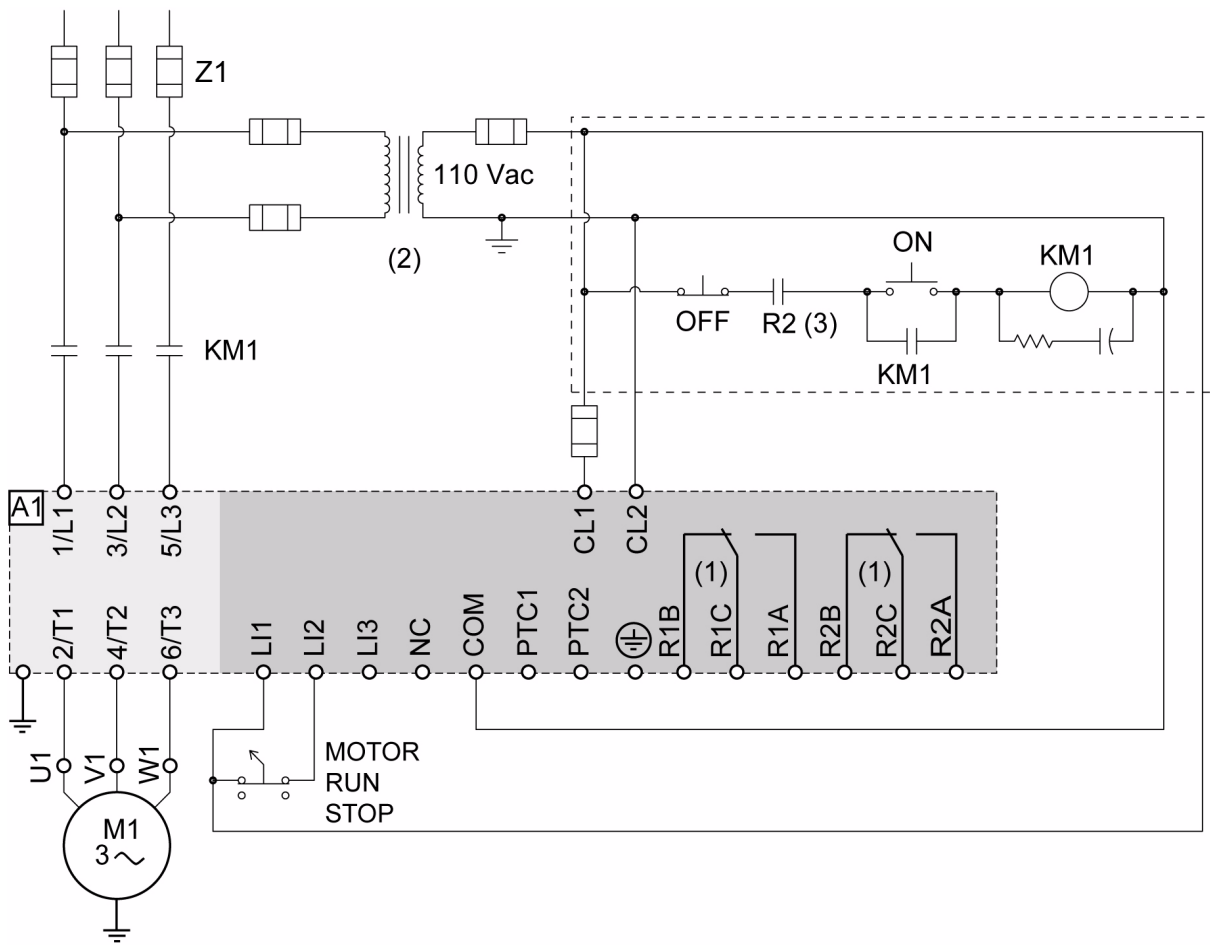 Z1
110 Vac
(2)
ON
KM1
OFF
R2 (3)
KM1
KM1
A1
1/L1
3/L2
5/L3
CL1
CL2
2/T1
4/T2
6/T3
LI1
LI2
LI3
NC
COM
PTC1
PTC2
R1B
(1)
R1C
R1A
R2B
(1)
R2C
R2A
U1
V1
W1
MOTOR
RUN
STOP
M1
3